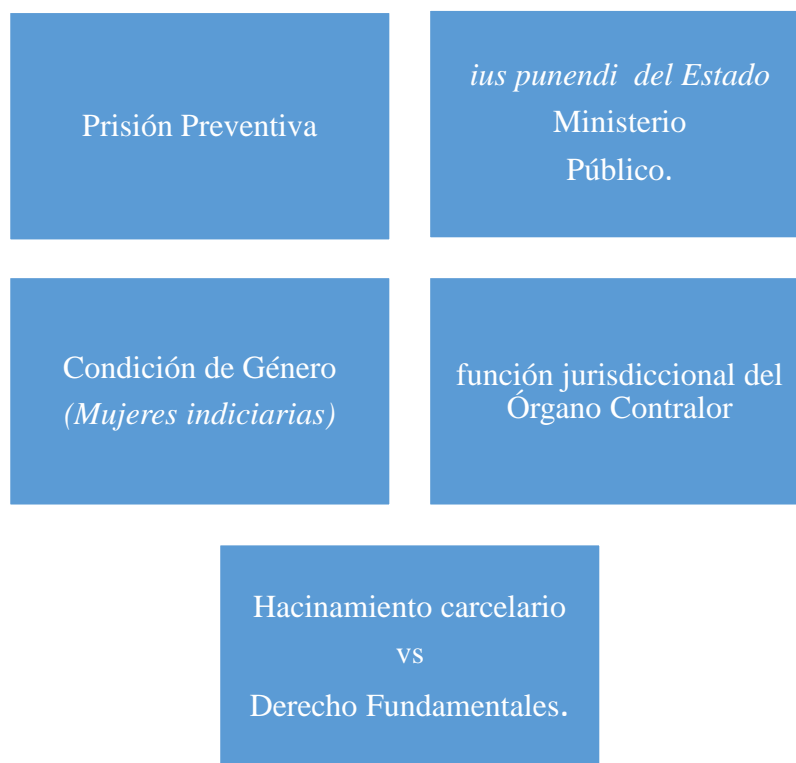 Prisión Preventiva
ius punendi del Estado
Ministerio
Público.
Condición de Género
(Mujeres indiciarias)
función jurisdiccional del
Órgano Contralor
Hacinamiento carcelario
vs
Derecho Fundamentales.